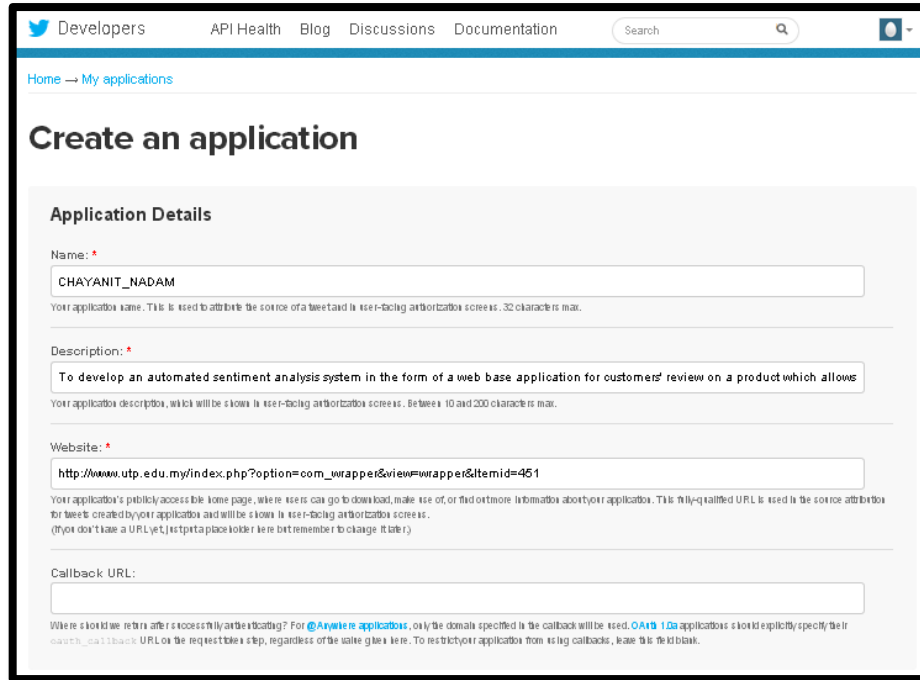 Developers API Health Blog Discussions Documentation Search
Home → My applications
Create an application
Application Details
Name: *
CHAYANIT_NADAM
Your application name. This is used to attribute the source of a tweet and in user-facing authorization screens. 32 characters max.
Description: *
To develop an automated sentiment analysis system in the form of a web base application for customers' review on a product which allows
Your application description, which will be shown in user-facing authorization screens. Between 10 and 200 characters max.
Website: *
http://www.utp.edu.my/index.php?option=com_wrapper&view=wrapper&Itemid=451
Your application's publicly accessible home page, where users can go to download, make use of, or find out more information about your application. This fully-qualified URL is used in the source attribution
for tweets created by your application and will be shown in user-facing authorization screens.
(If you don't have a URL yet, just put a placeholder here but remember to change it later.)
Callback URL:
Where should we return after successfully authenticating? For @Anywhere applications, only the domain specified in the callback will be used. OAuth 1.0a applications should explicitly specify their
oauth_callback URL on the request token step, regardless of the value given here. To restrict your application from using callbacks, leave this field blank.